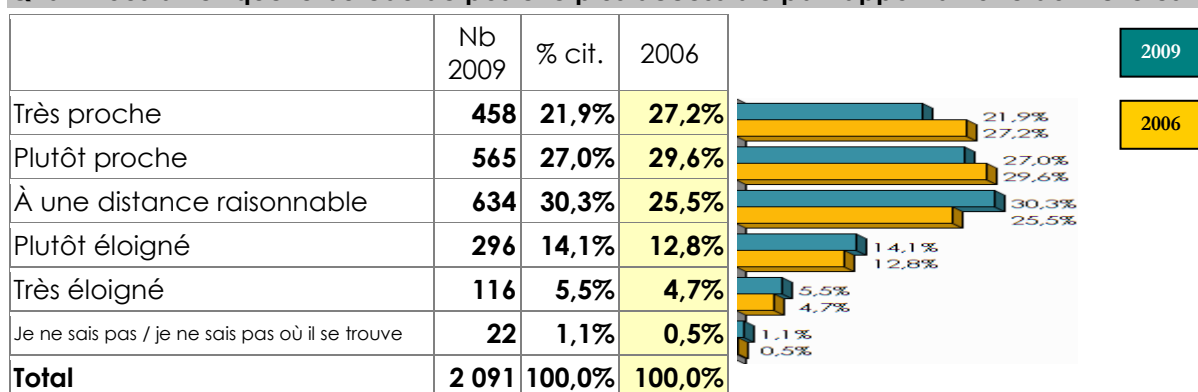 Nb 2009 % cit. 2006
Très proche 458 21,9% 27,2%
Plutôt proche 565 27,0% 29,6%
À une distance raisonnable 634 30,3% 25,5%
Plutôt éloigné 296 14,1% 12,8%
Très éloigné 116 5,5% 4,7%
Je ne sais pas / je ne sais pas où il se trouve 22 1,1% 0,5%
Total 2 091 100,0% 100,0%
21,9%
27,2%
27,0%
29,6%
30,3%
25,5%
14,1%
12,8%
5,5%
4,7%
1,1%
0,5%
2009
2006